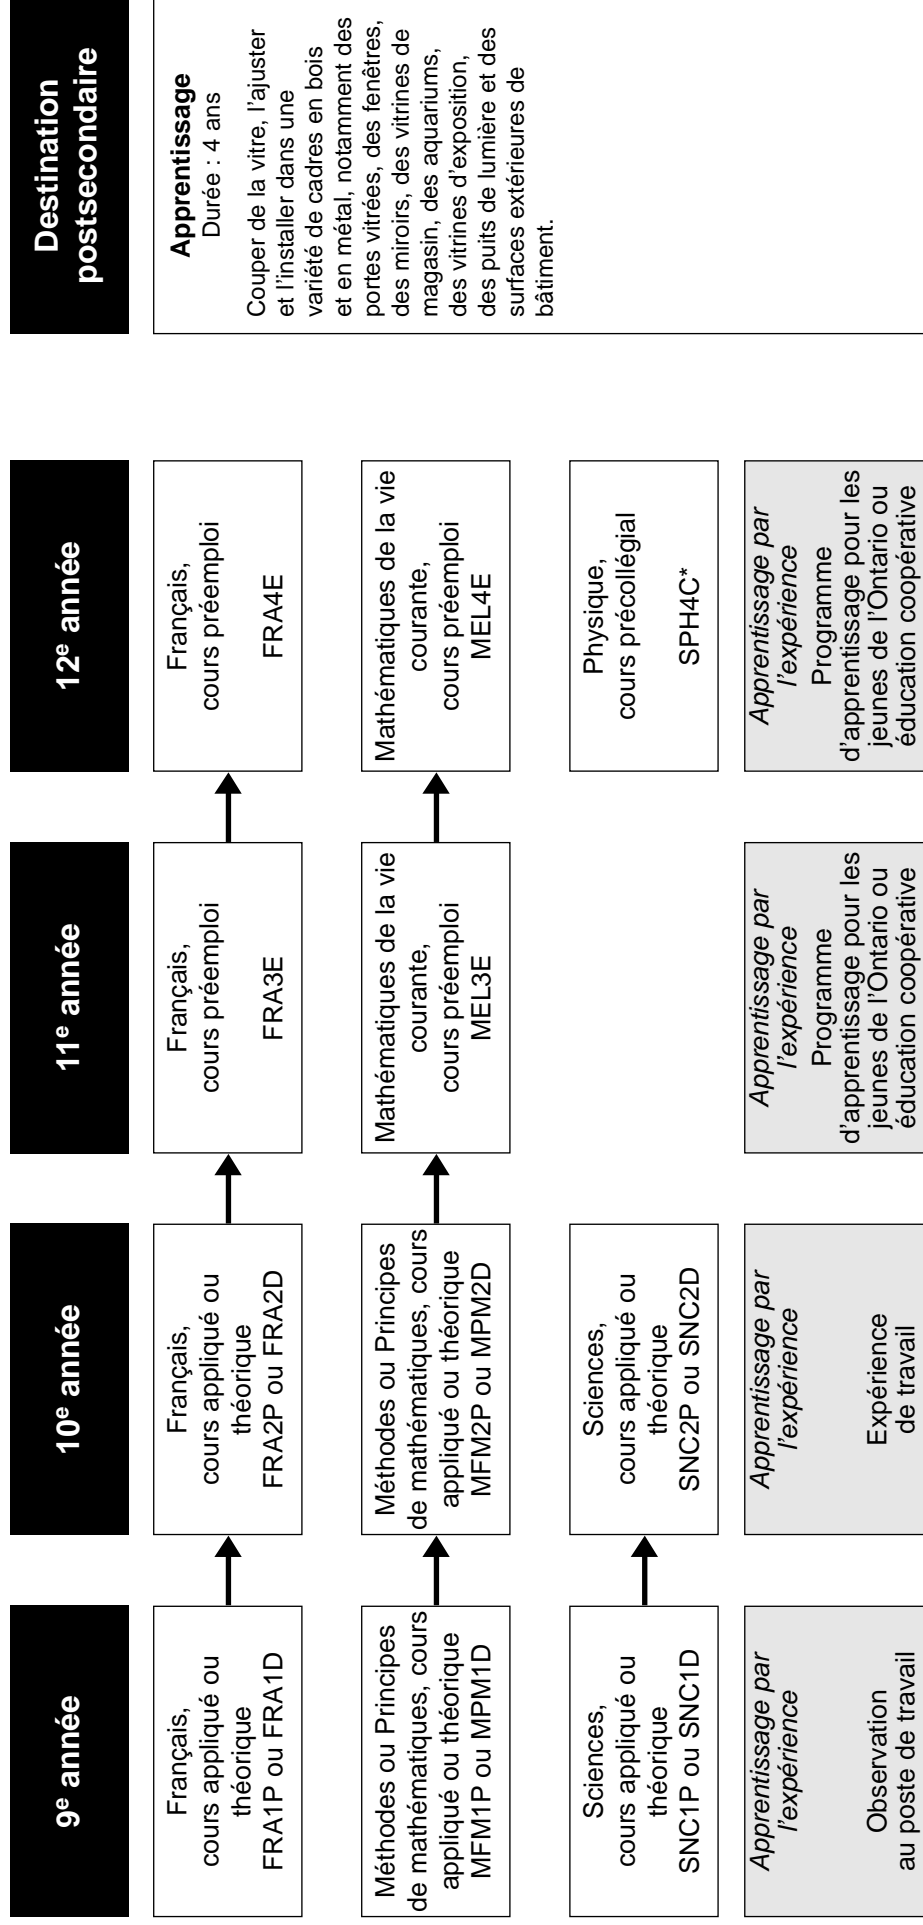 9e année
10e année
11e année
12e année
Destination
postsecondaire
Français,
cours appliqué ou
théorique
FRA1P ou FRA1D
Français,
cours appliqué ou
théorique
FRA2P ou FRA2D
Français,
cours préemploi
FRA3E
Français,
cours préemploi
FRA4E
Apprentissage
Durée : 4 ans
Couper de la vitre, l'ajuster
et l'installer dans une
variété de cadres en bois
et en métal, notamment des
portes vitrées, des fenêtres,
des miroirs, des vitrines de
magasin, des aquariums,
des vitrines d'exposition,
des puits de lumière et des
surfaces extérieures de
bâtiment.
Méthodes ou Principes
de mathématiques, cours
appliqué ou théorique
MFM1P ou MPM1D
Méthodes ou Principes
de mathématiques, cours
appliqué ou théorique
MFM2P ou MPM2D
Mathématiques de la vie
courante,
cours préemploi
MEL3E
Mathématiques de la vie
courante,
cours préemploi
MEL4E
Sciences,
cours appliqué ou
théorique
SNC1P ou SNC1D
Sciences,
cours appliqué ou
théorique
SNC2P ou SNC2D
Physique,
cours précollégial
SPH4C*
Apprentissage par
l'expérience
Observation
au poste de travail
Apprentissage par
l'expérience
Expérience
de travail
Apprentissage par
l'expérience
Programme
d'apprentissage pour les
jeunes de l'Ontario ou
éducation coopérative
Apprentissage par
l'expérience
Programme
d'apprentissage pour les
jeunes de l'Ontario ou
éducation coopérative